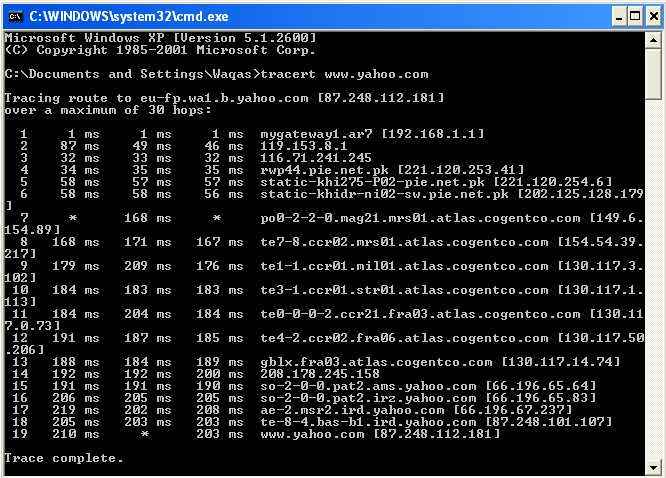 C:\WINDOWS\system32\cmd.exe
Microsoft Windows XP [Version 5.1.2600]
(C) Copyright 1985-2001 Microsoft Corp.
C:\Documents and Settings\Waqas>tracert www.yahoo.com
Tracing route to eu-fp.wa1.b.yahoo.com [87.248.112.181]
over a maximum of 30 hops:
1 1 ms 1 ms 1 ms mygateway1.ar7 [192.168.1.1]
2 87 ms 49 ms 46 ms 119.153.8.1
3 32 ms 33 ms 32 ms 116.71.241.245
4 34 ms 35 ms 35 ms rwp44.pie.net.pk [221.120.253.41]
5 58 ms 57 ms 57 ms static-khi275-P02-pie.net.pk [221.120.254.6]
6 58 ms 58 ms 56 ms static-khidr-ni02-sw.pie.net.pk [202.125.128.179
]
7 * 168 ms * po0-2-2-0.mag21.mrs01.atlas.cogentco.com [149.6.
154.89]
8 168 ms 171 ms 167 ms te7-8.ccr02.mrs01.atlas.cogentco.com [154.54.39.
217]
9 179 ms 209 ms 176 ms te1-1.ccr01.mil01.atlas.cogentco.com [130.117.3.
102]
10 184 ms 183 ms 183 ms te3-1.ccr01.str01.atlas.cogentco.com [130.117.1.
113]
11 184 ms 204 ms 184 ms te0-0-0-2.ccr21.fra03.atlas.cogentco.com [130.11
7.0.73]
12 191 ms 187 ms 185 ms te4-2.ccr02.fra06.atlas.cogentco.com [130.117.50
.206]
13 188 ms 184 ms 189 ms gblx.fra03.atlas.cogentco.com [130.117.14.74]
14 192 ms 192 ms 200 ms 208.178.245.158
15 191 ms 191 ms 190 ms so-2-0-0.pat2.ams.yahoo.com [66.196.65.64]
16 206 ms 205 ms 205 ms so-2-0-0.pat2.irz.yahoo.com [66.196.65.83]
17 219 ms 202 ms 208 ms ae-2.msr2.ird.yahoo.com [66.196.67.237]
18 205 ms 203 ms 203 ms te-8-4.bas-b1.ird.yahoo.com [87.248.101.107]
19 210 ms * 203 ms www.yahoo.com [87.248.112.181]
Trace complete.